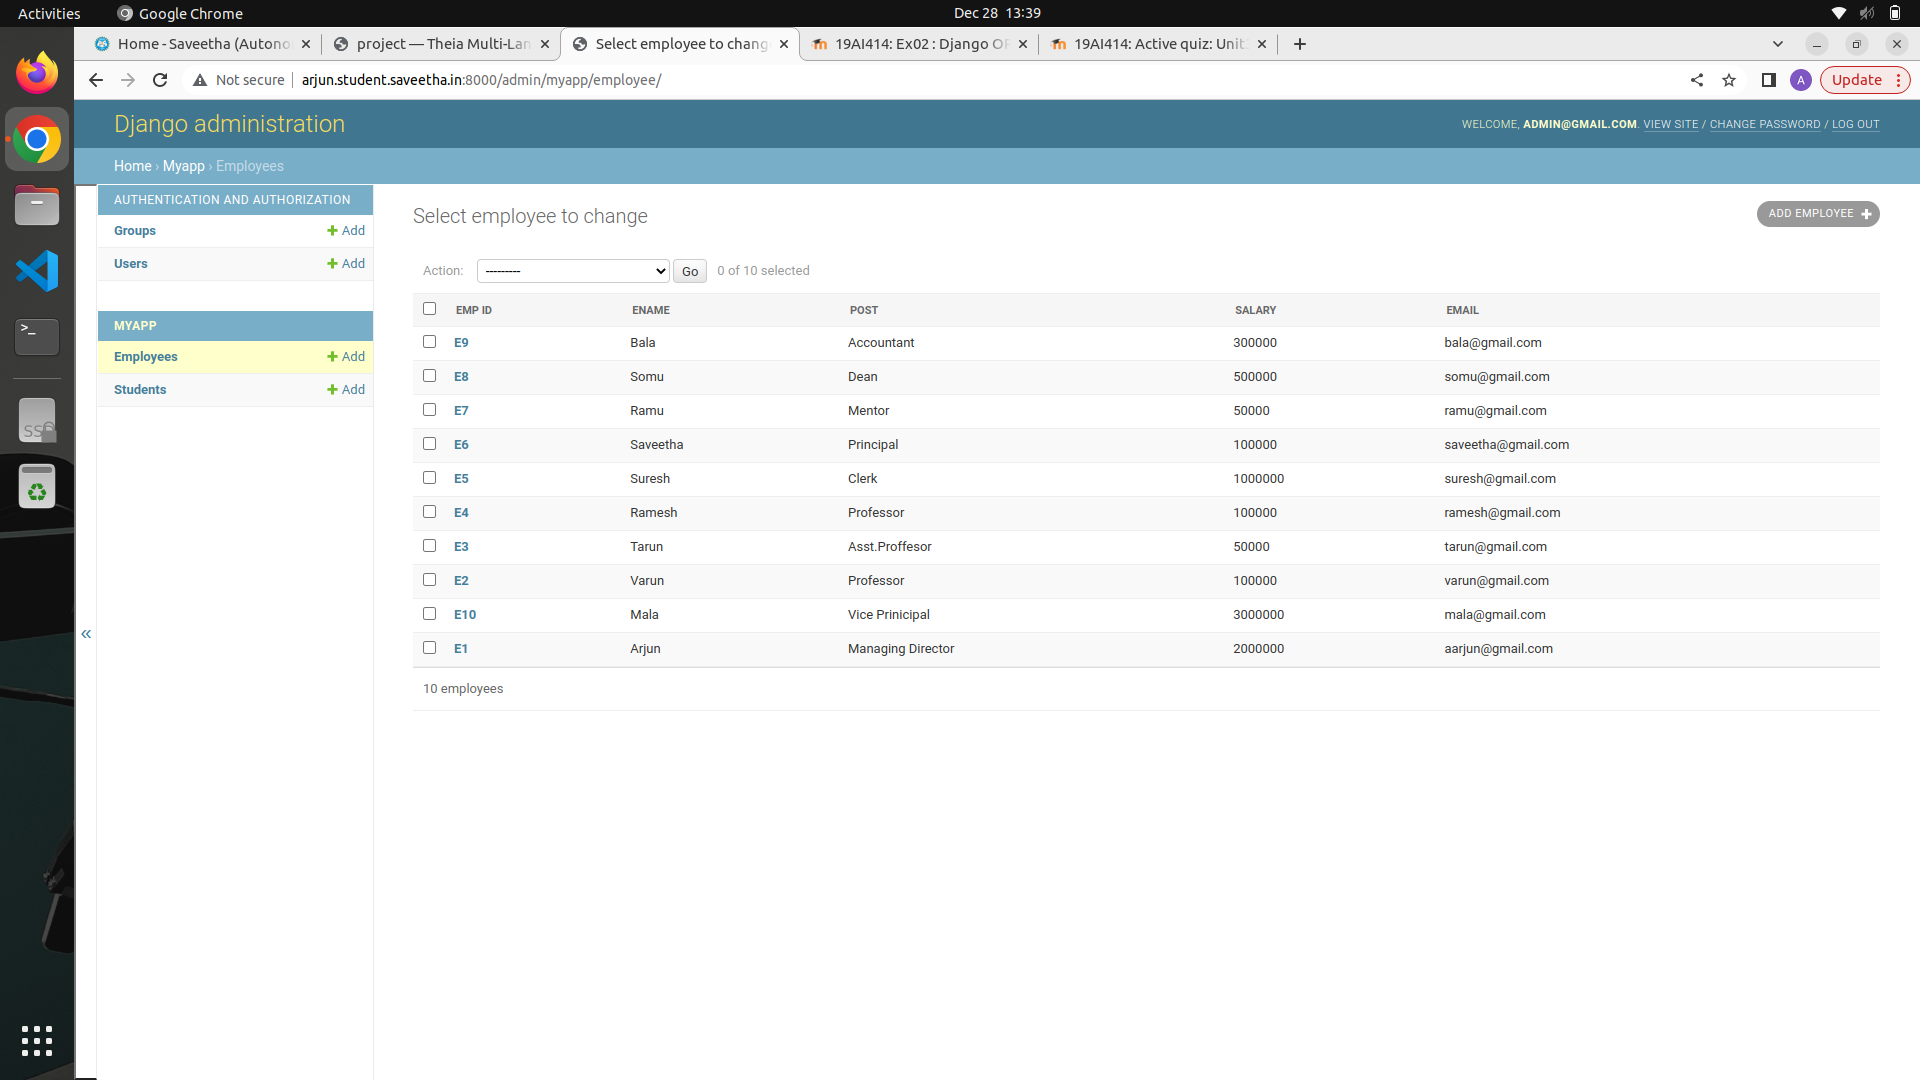 Activities Google Chrome Dec 28 13:39
Home - Saveetha (Autono project — Theia Multi-Lan Select employee to chang 19AI414: Ex02 : Django OR 19AI414: Active quiz: Unit
Not secure arjun.student.saveetha.in:8000/admin/myapp/employee/ A Update
Django administration WELCOME, ADMIN@GMAIL.COM. VIEW SITE / CHANGE PASSWORD / LOG OUT
Home › Myapp › Employees
AUTHENTICATION AND AUTHORIZATION
Groups + Add
Users + Add
MYAPP
Employees + Add
Students + Add
«
Select employee to change ADD EMPLOYEE +
Action: --------- Go 0 of 10 selected
EMP ID ENAME POST SALARY EMAIL
E9 Bala Accountant 300000 bala@gmail.com
E8 Somu Dean 500000 somu@gmail.com
E7 Ramu Mentor 50000 ramu@gmail.com
E6 Saveetha Principal 100000 saveetha@gmail.com
E5 Suresh Clerk 1000000 suresh@gmail.com
E4 Ramesh Professor 100000 ramesh@gmail.com
E3 Tarun Asst.Proffesor 50000 tarun@gmail.com
E2 Varun Professor 100000 varun@gmail.com
E10 Mala Vice Prinicipal 3000000 mala@gmail.com
E1 Arjun Managing Director 2000000 aarjun@gmail.com
10 employees